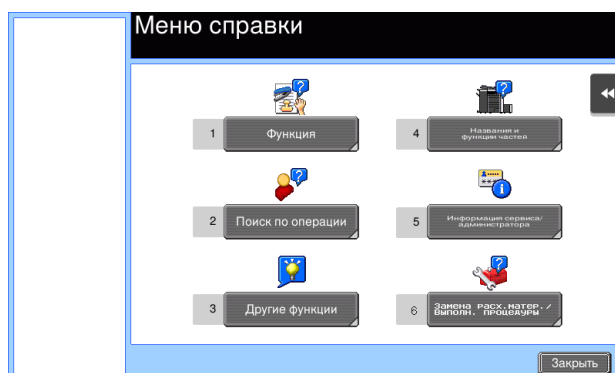 Меню справки
1 Функция
4 Названия и
функции частей
2 Поиск по операции
5 Информация сервиса/
администратора
3 Другие функции
6 Замена расх.матер./
Выполн. процедуры
Закрыть